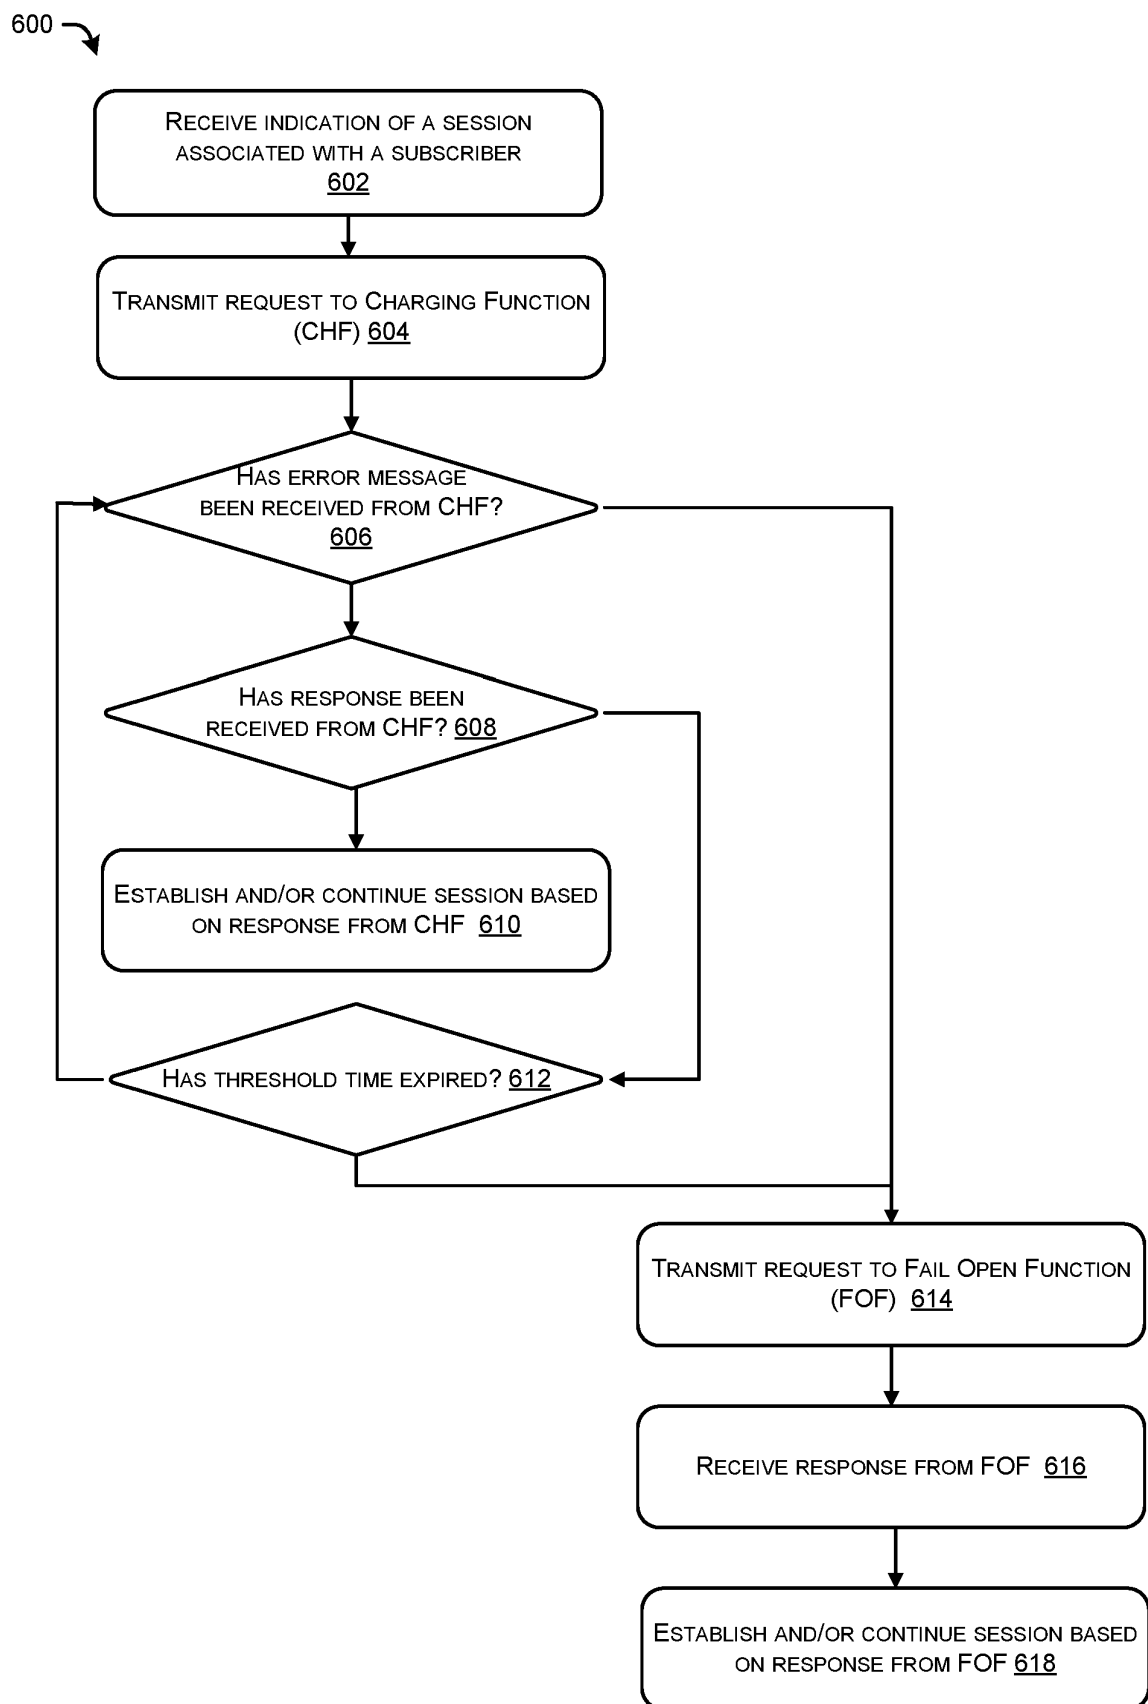 600
Receive indication of a session
associated with a subscriber
602
Transmit request to Charging Function
(CHF) 604
Has error message
been received from CHF?
606
Has response been
received from CHF? 608
Establish and/or continue session based
on response from CHF 610
Has threshold time expired? 612
Transmit request to Fail Open Function
(FOF) 614
Receive response from FOF 616
Establish and/or continue session based
on response from FOF 618